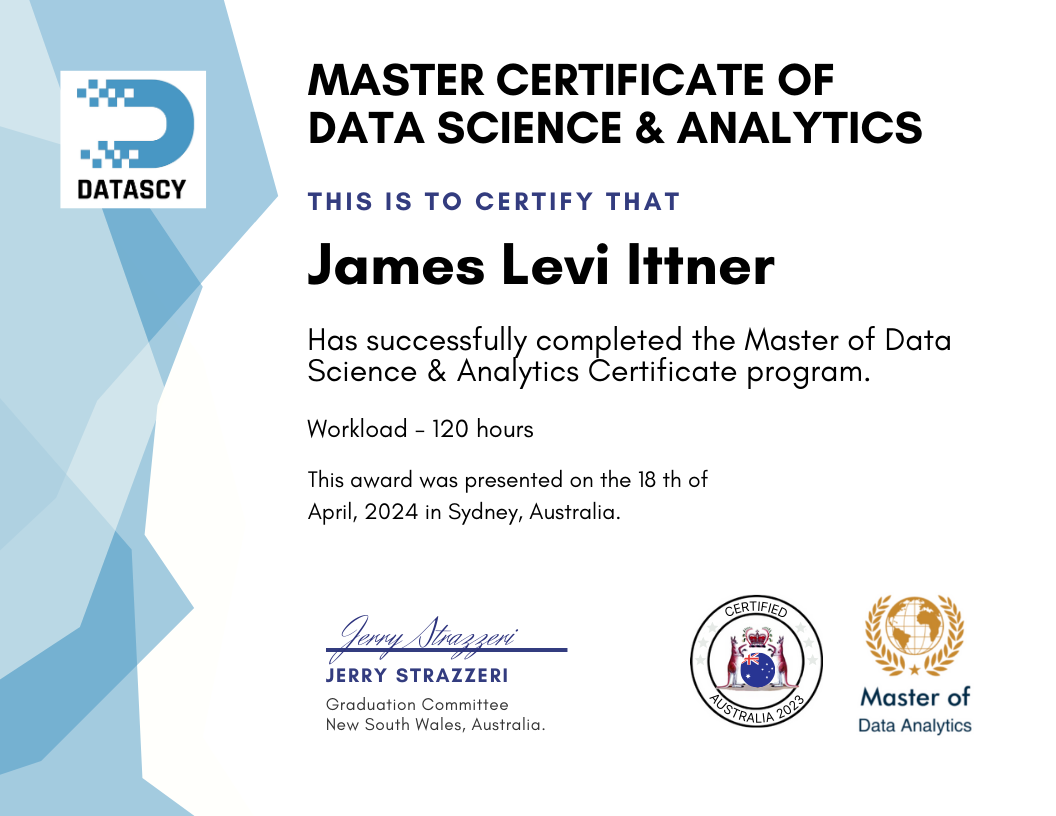 DATASCY
MASTER CERTIFICATE OF
DATA SCIENCE & ANALYTICS
THIS IS TO CERTIFY THAT
James Levi Ittner
Has successfully completed the Master of Data
Science & Analytics Certificate program.
Workload - 120 hours
This award was presented on the 18 th of
April, 2024 in Sydney, Australia.
Jerry Strazzeri
JERRY STRAZZERI
Graduation Committee
New South Wales, Australia.
CERTIFIED
AUSTRALIA 2023
Master of
Data Analytics